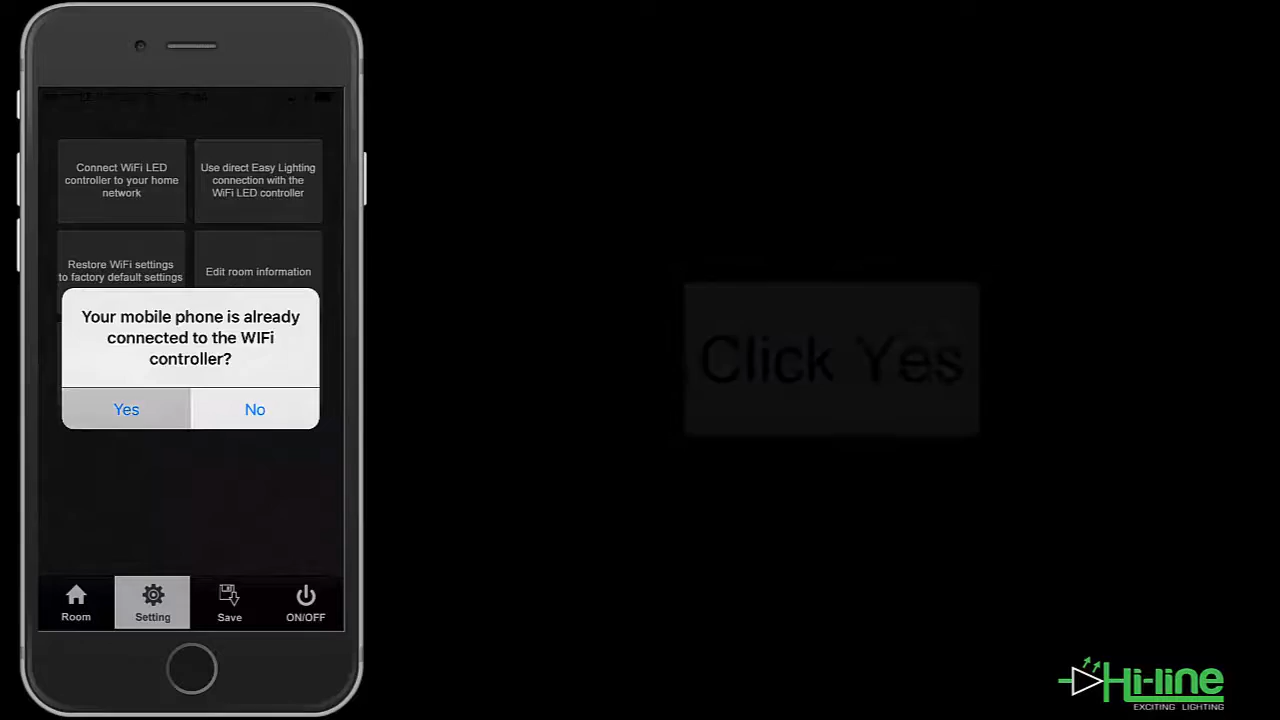 Connect WiFi LED
controller to your home
network
Use direct Easy Lighting
connection with the
WiFi LED controller
Restore WiFi settings
to factory default settings
Edit room information
Your mobile phone is already
connected to the WIFi
controller?
Yes
No
Room
Setting
Save
ON/OFF
Click Yes
Hi-line
EXCITING LIGHTING